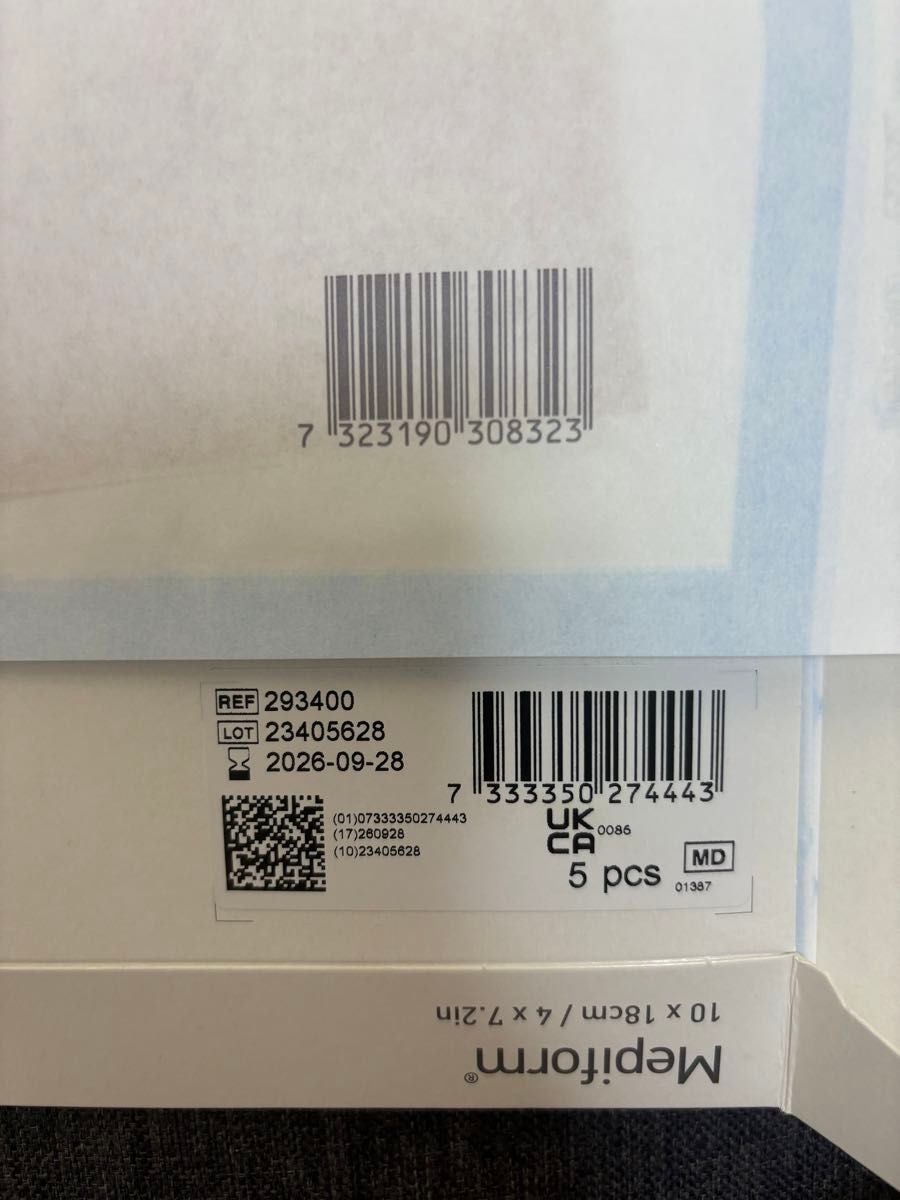 7 323190 308323
REF 293400
LOT 23405628
2026-09-28
7 333350 274443
(01)07333350274443
(17)260928
(10)23405628
UK
CA 0086
MD
5 pcs
01387
10 x 18cm / 4 x 7.2in
Mepiform®